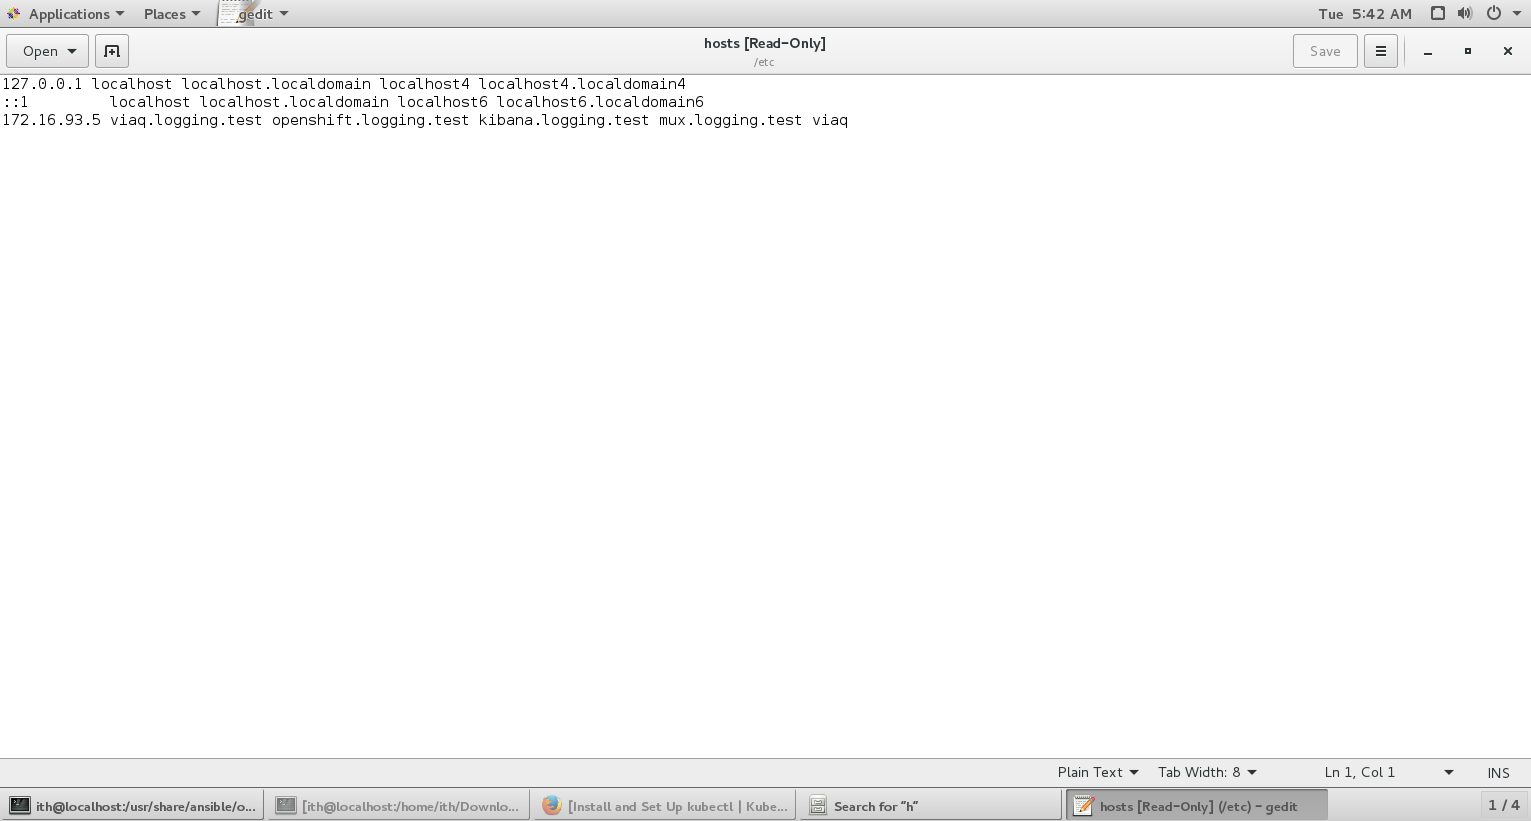 Applications Places gedit Tue 5:42 AM
Open hosts [Read-Only] Save
/etc
127.0.0.1 localhost localhost.localdomain localhost4 localhost4.localdomain4
::1 localhost localhost.localdomain localhost6 localhost6.localdomain6
172.16.93.5 viaq.logging.test openshift.logging.test kibana.logging.test mux.logging.test viaq
Plain Text Tab Width: 8 Ln 1, Col 1 INS
ith@localhost:/usr/share/ansible/o... [ith@localhost:/home/ith/Downlo... [Install and Set Up kubectl | Kube... Search for “h” hosts [Read-Only] (/etc) - gedit 1 / 4